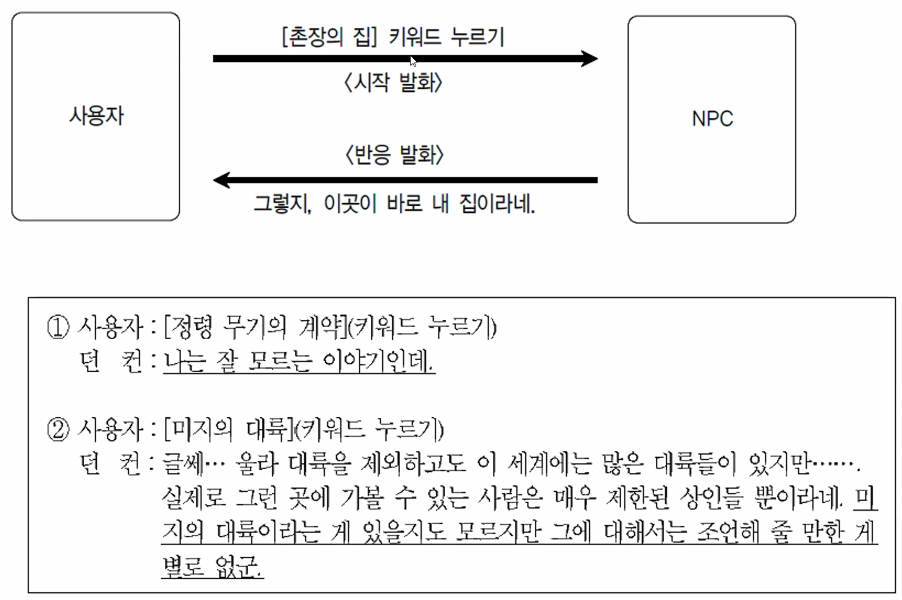 [촌장의 집] 키워드 누르기
<시작 발화>
사용자
NPC
<반응 발화>
그렇지, 이곳이 바로 내 집이라네.
① 사용자 : [정령 무기의 계약](키워드 누르기)
던 컨 : 나는 잘 모르는 이야기인데.
② 사용자 : [미지의 대륙](키워드 누르기)
던 컨 : 글쎄… 울라 대륙을 제외하고도 이 세계에는 많은 대륙들이 있지만…….
실제로 그런 곳에 가볼 수 있는 사람은 매우 제한된 상인들 뿐이라네. 미
지의 대륙이라는 게 있을지도 모르지만 그에 대해서는 조언해 줄 만한 게
별로 없군.